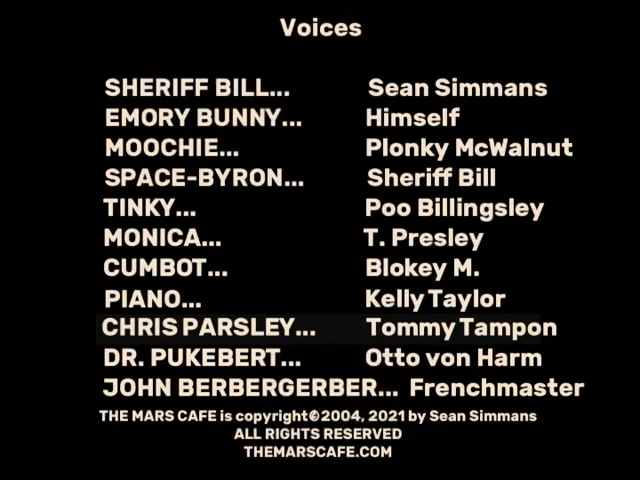 Voices
SHERIFF BILL... Sean Simmans
EMORY BUNNY... Himself
MOOCHIE... Plonky McWalnut
SPACE-BYRON... Sheriff Bill
TINKY... Poo Billingsley
MONICA... T. Presley
CUMBOT... Blokey M.
PIANO... Kelly Taylor
CHRIS PARSLEY... Tommy Tampon
DR. PUKEBERT... Otto von Harm
JOHN BERBERGERBER... Frenchmaster
THE MARS CAFE is copyright©2004, 2021 by Sean Simmans
ALL RIGHTS RESERVED
THEMARSCAFE.COM